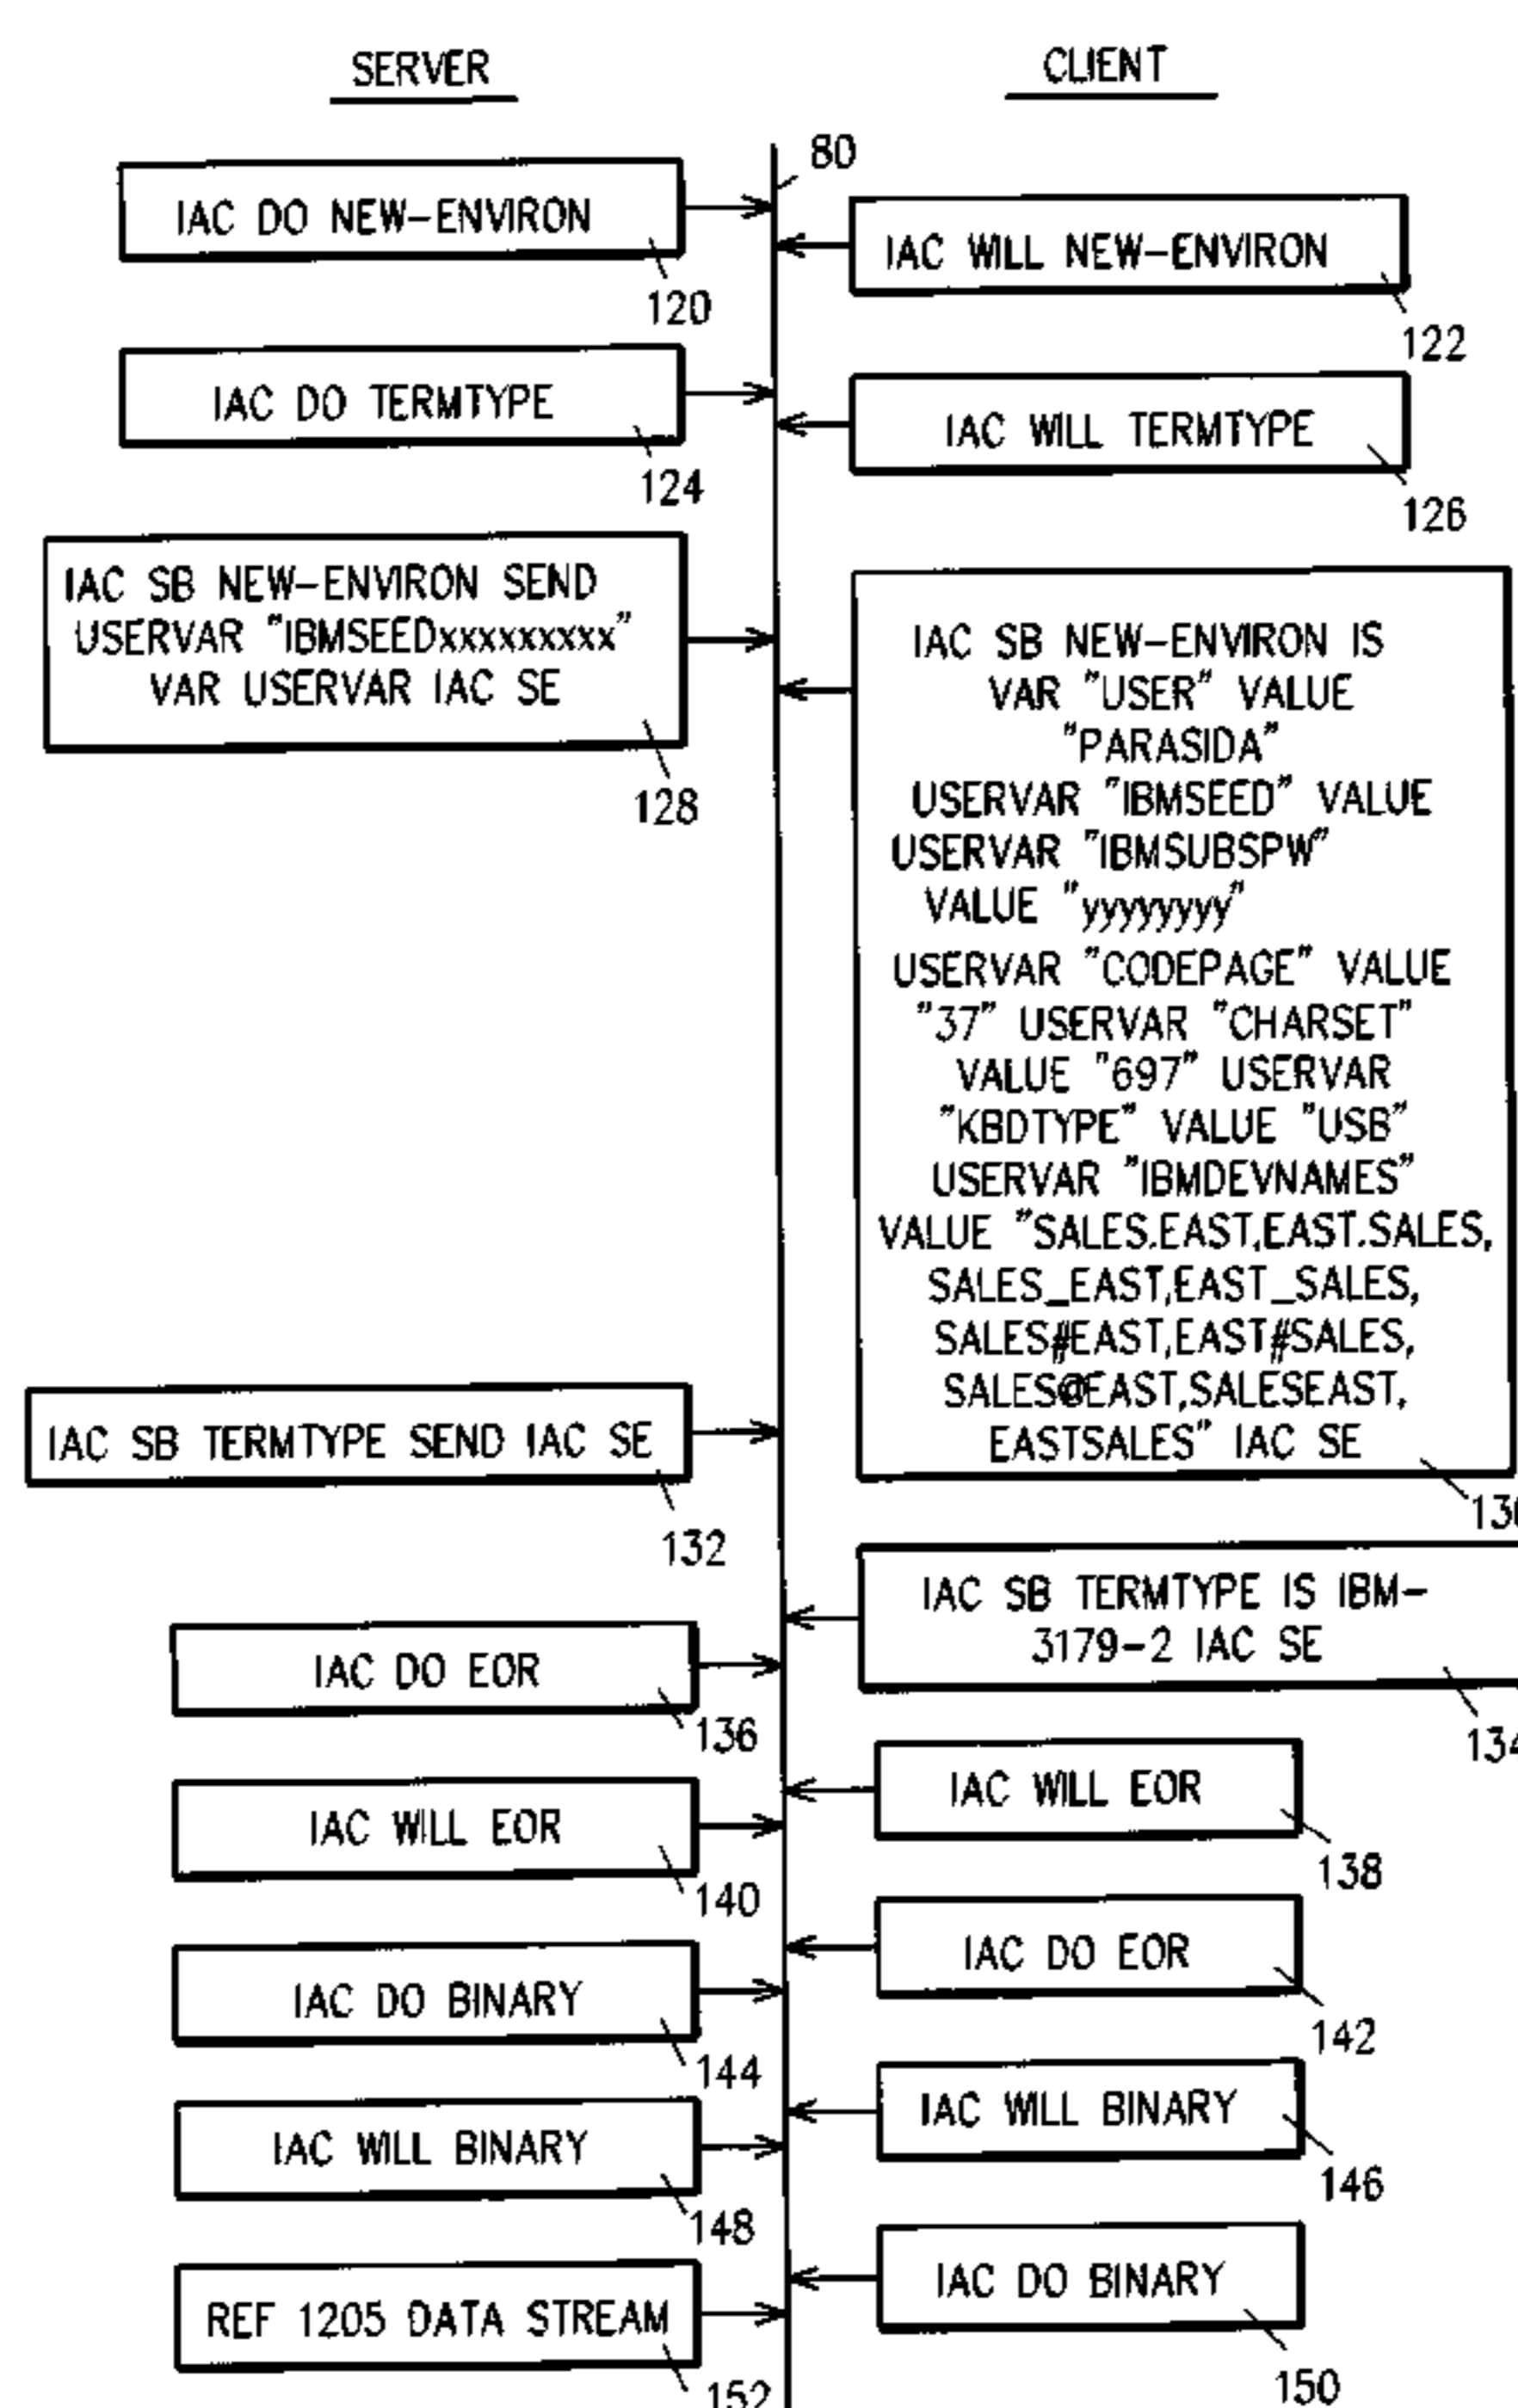 SERVER
CLIENT
80
IAC DO NEW-ENVIRON
120
IAC WILL NEW-ENVIRON
122
IAC DO TERMTYPE
124
IAC WILL TERMTYPE
126
IAC SB NEW-ENVIRON SEND
USERVAR "IBMSEEDxxxxxxxxx"
VAR USERVAR IAC SE
128
IAC SB NEW-ENVIRON IS
VAR "USER" VALUE
"PARASIDA"
USERVAR "IBMSEED" VALUE
USERVAR "IBMSUBSPW"
VALUE "yyyyyyyy"
USERVAR "CODEPAGE" VALUE
"37" USERVAR "CHARSET"
VALUE "697" USERVAR
"KBDTYPE" VALUE "USB"
USERVAR "IBMDEVNAMES"
VALUE "SALES.EAST,EAST.SALES,
SALES_EAST,EAST_SALES,
SALES#EAST,EAST#SALES,
SALES@EAST,SALESEAST,
EASTSALES" IAC SE
130
IAC SB TERMTYPE SEND IAC SE
132
IAC SB TERMTYPE IS IBM-
3179-2 IAC SE
134
IAC DO EOR
136
IAC WILL EOR
138
IAC WILL EOR
140
IAC DO EOR
142
IAC DO BINARY
144
IAC WILL BINARY
146
IAC WILL BINARY
148
IAC DO BINARY
150
REF 1205 DATA STREAM
152